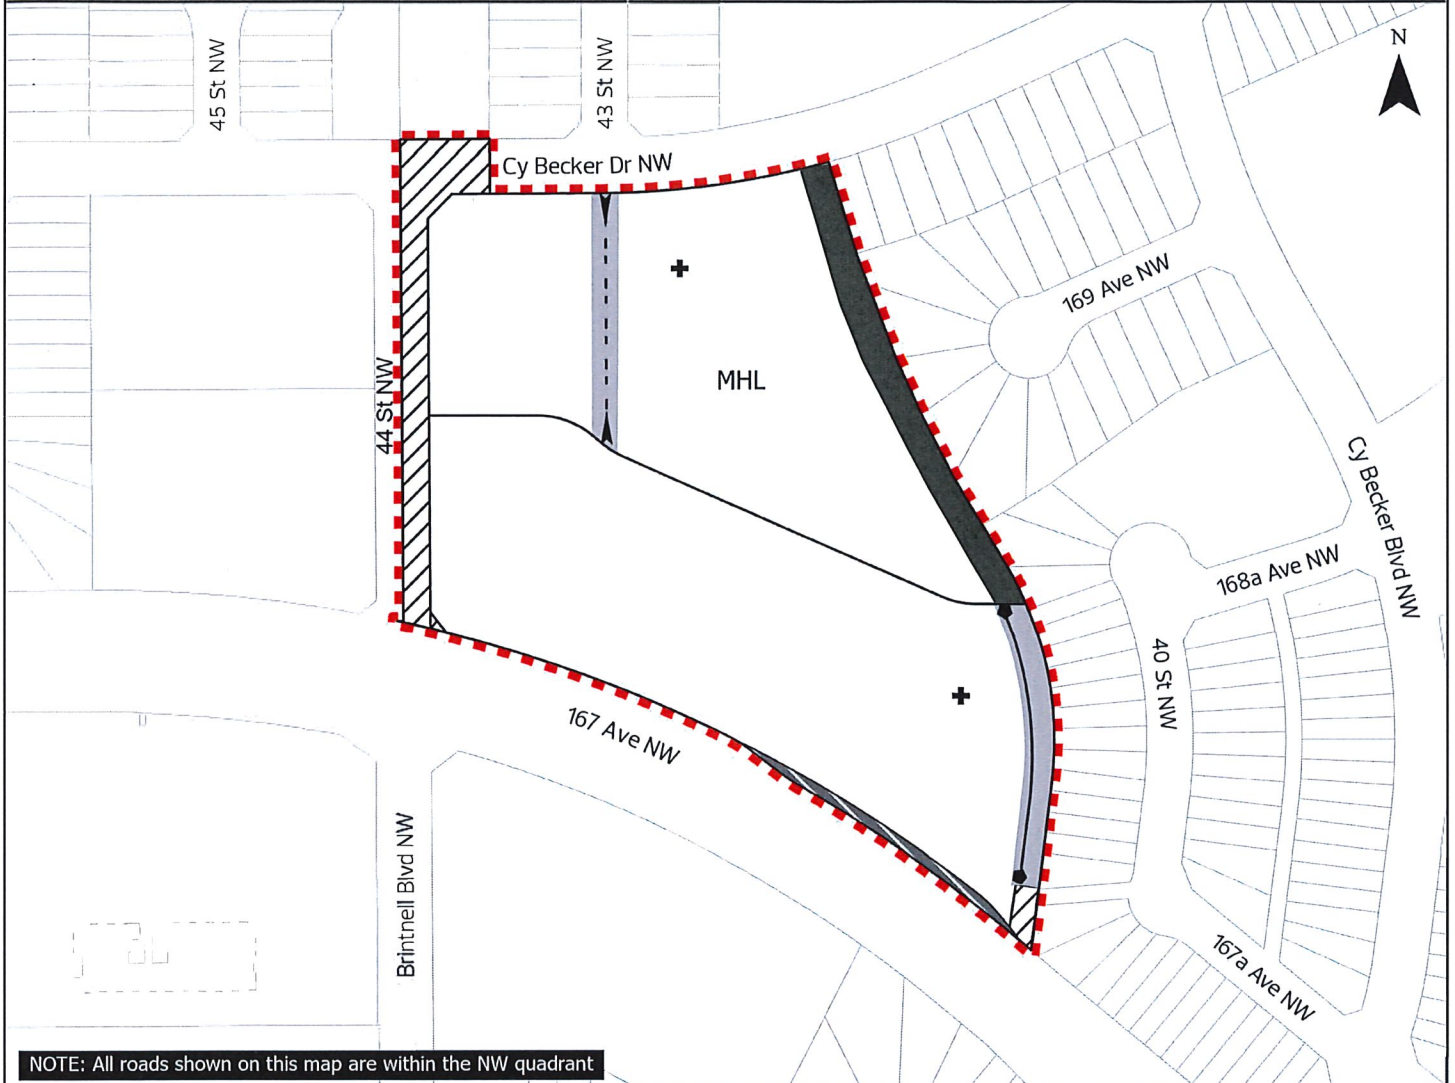 N
45 St NW
43 St NW
Cy Becker Dr NW
169 Ave NW
MHL
44 St NW
Cy Becker Blvd NW
168a Ave NW
40 St NW
167 Ave NW
Brintnell Blvd NW
167a Ave NW
NOTE: All roads shown on this map are within the NW quadrant